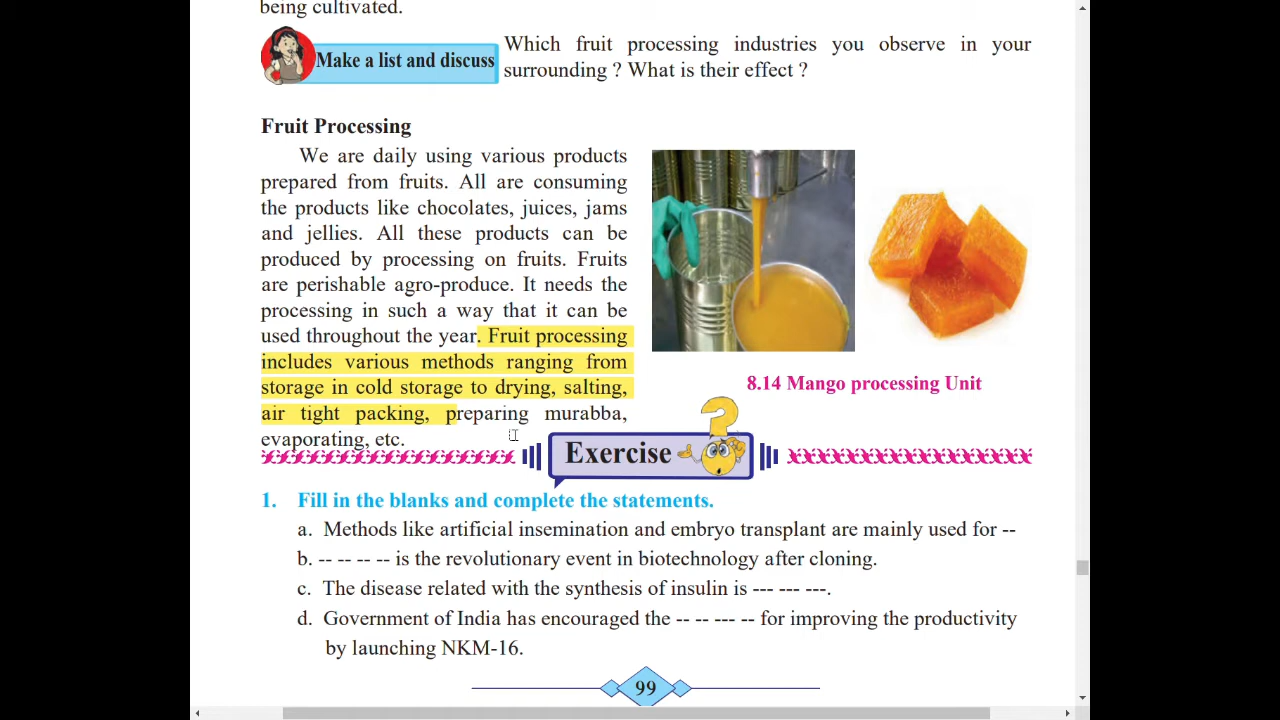 being cultivated.
Make a list and discuss
Which fruit processing industries you observe in your
surrounding ? What is their effect ?
Fruit Processing
We are daily using various products
prepared from fruits. All are consuming
the products like chocolates, juices, jams
and jellies. All these products can be
produced by processing on fruits. Fruits
are perishable agro-produce. It needs the
processing in such a way that it can be
used throughout the year. Fruit processing
includes various methods ranging from
storage in cold storage to drying, salting,
air tight packing, preparing murabba,
evaporating, etc.
8.14 Mango processing Unit
Exercise
1. Fill in the blanks and complete the statements.
a. Methods like artificial insemination and embryo transplant are mainly used for --
b. -- -- -- -- is the revolutionary event in biotechnology after cloning.
c. The disease related with the synthesis of insulin is --- --- ---.
d. Government of India has encouraged the -- -- --- -- for improving the productivity
by launching NKM-16.
99